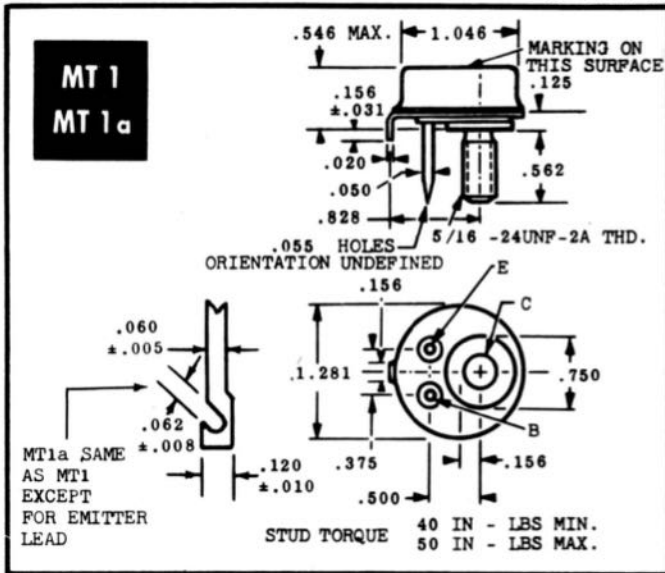 MT 1
MT 1a
.546 MAX.
1.046
MARKING ON
THIS SURFACE
.125
.156
±.031
.020
.050
.828
.562
5/16 -24UNF-2A THD.
.055 HOLES
ORIENTATION UNDEFINED
.156
E
C
.060
±.005
1.281
.750
.062
±.008
B
.375
.156
.120
±.010
.500
MT1a SAME
AS MT1
EXCEPT
FOR EMITTER
LEAD
STUD TORQUE
40 IN - LBS MIN.
50 IN - LBS MAX.